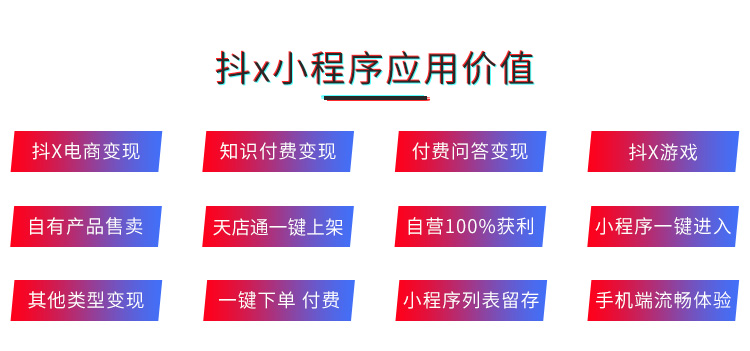 抖x小程序应用价值
抖X电商变现
知识付费变现
付费问答变现
抖X游戏
自有产品售卖
天店通一键上架
自营100%获利
小程序一键进入
其他类型变现
一键下单 付费
小程序列表留存
手机端流畅体验